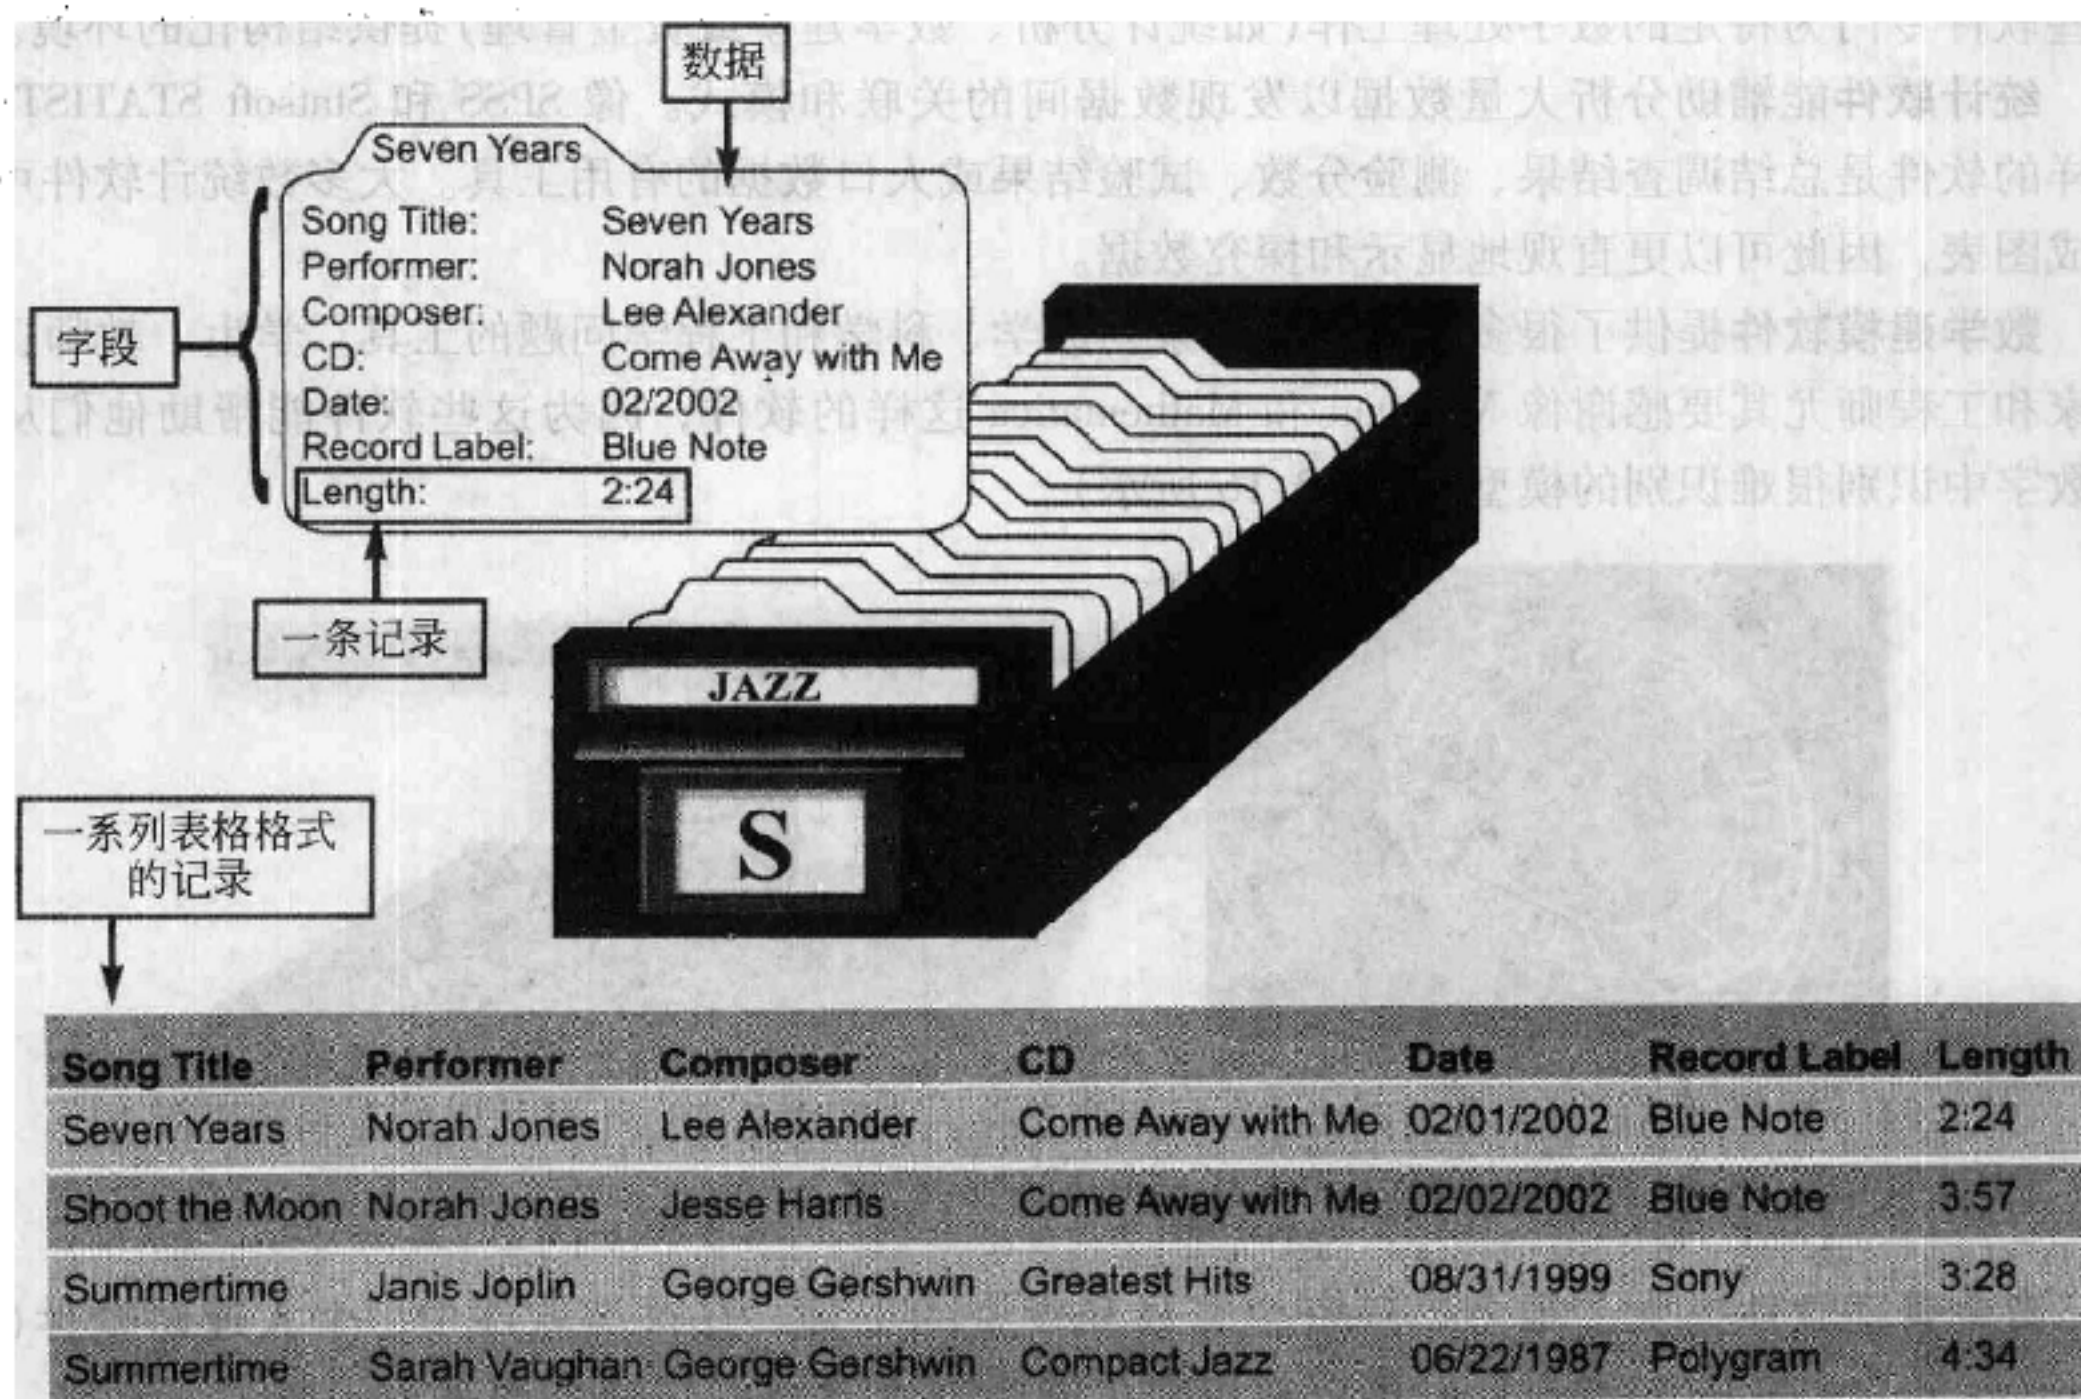 数据
Seven Years
Song Title: Seven Years
Performer: Norah Jones
Composer: Lee Alexander
CD: Come Away with Me
Date: 02/2002
Record Label: Blue Note
Length: 2:24
字段
一条记录
JAZZ
S
一系列表格格式
的记录
Song Title Performer Composer CD Date Record Label Length
Seven Years Norah Jones Lee Alexander Come Away with Me 02/01/2002 Blue Note 2:24
Shoot the Moon Norah Jones Jesse Harris Come Away with Me 02/02/2002 Blue Note 3:57
Summertime Janis Joplin George Gershwin Greatest Hits 08/31/1999 Sony 3:28
Summertime Sarah Vaughan George Gershwin Compact Jazz 06/22/1987 Polygram 4:34